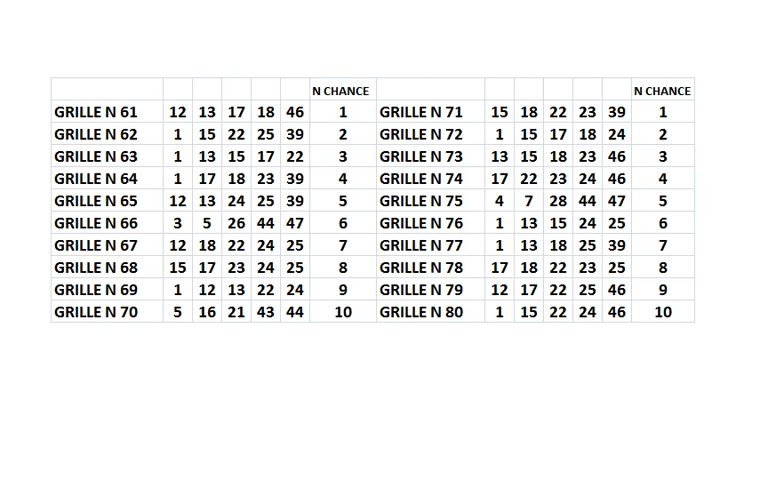 N CHANCE N CHANCE
GRILLE N 61 12 13 17 18 46 1 GRILLE N 71 15 18 22 23 39 1
GRILLE N 62 1 15 22 25 39 2 GRILLE N 72 1 15 17 18 24 2
GRILLE N 63 1 13 15 17 22 3 GRILLE N 73 13 15 18 23 46 3
GRILLE N 64 1 17 18 23 39 4 GRILLE N 74 17 22 23 24 46 4
GRILLE N 65 12 13 24 25 39 5 GRILLE N 75 4 7 28 44 47 5
GRILLE N 66 3 5 26 44 47 6 GRILLE N 76 1 13 15 24 25 6
GRILLE N 67 12 18 22 24 25 7 GRILLE N 77 1 13 18 25 39 7
GRILLE N 68 15 17 23 24 25 8 GRILLE N 78 17 18 22 23 25 8
GRILLE N 69 1 12 13 22 24 9 GRILLE N 79 12 17 22 25 46 9
GRILLE N 70 5 16 21 43 44 10 GRILLE N 80 1 15 22 24 46 10